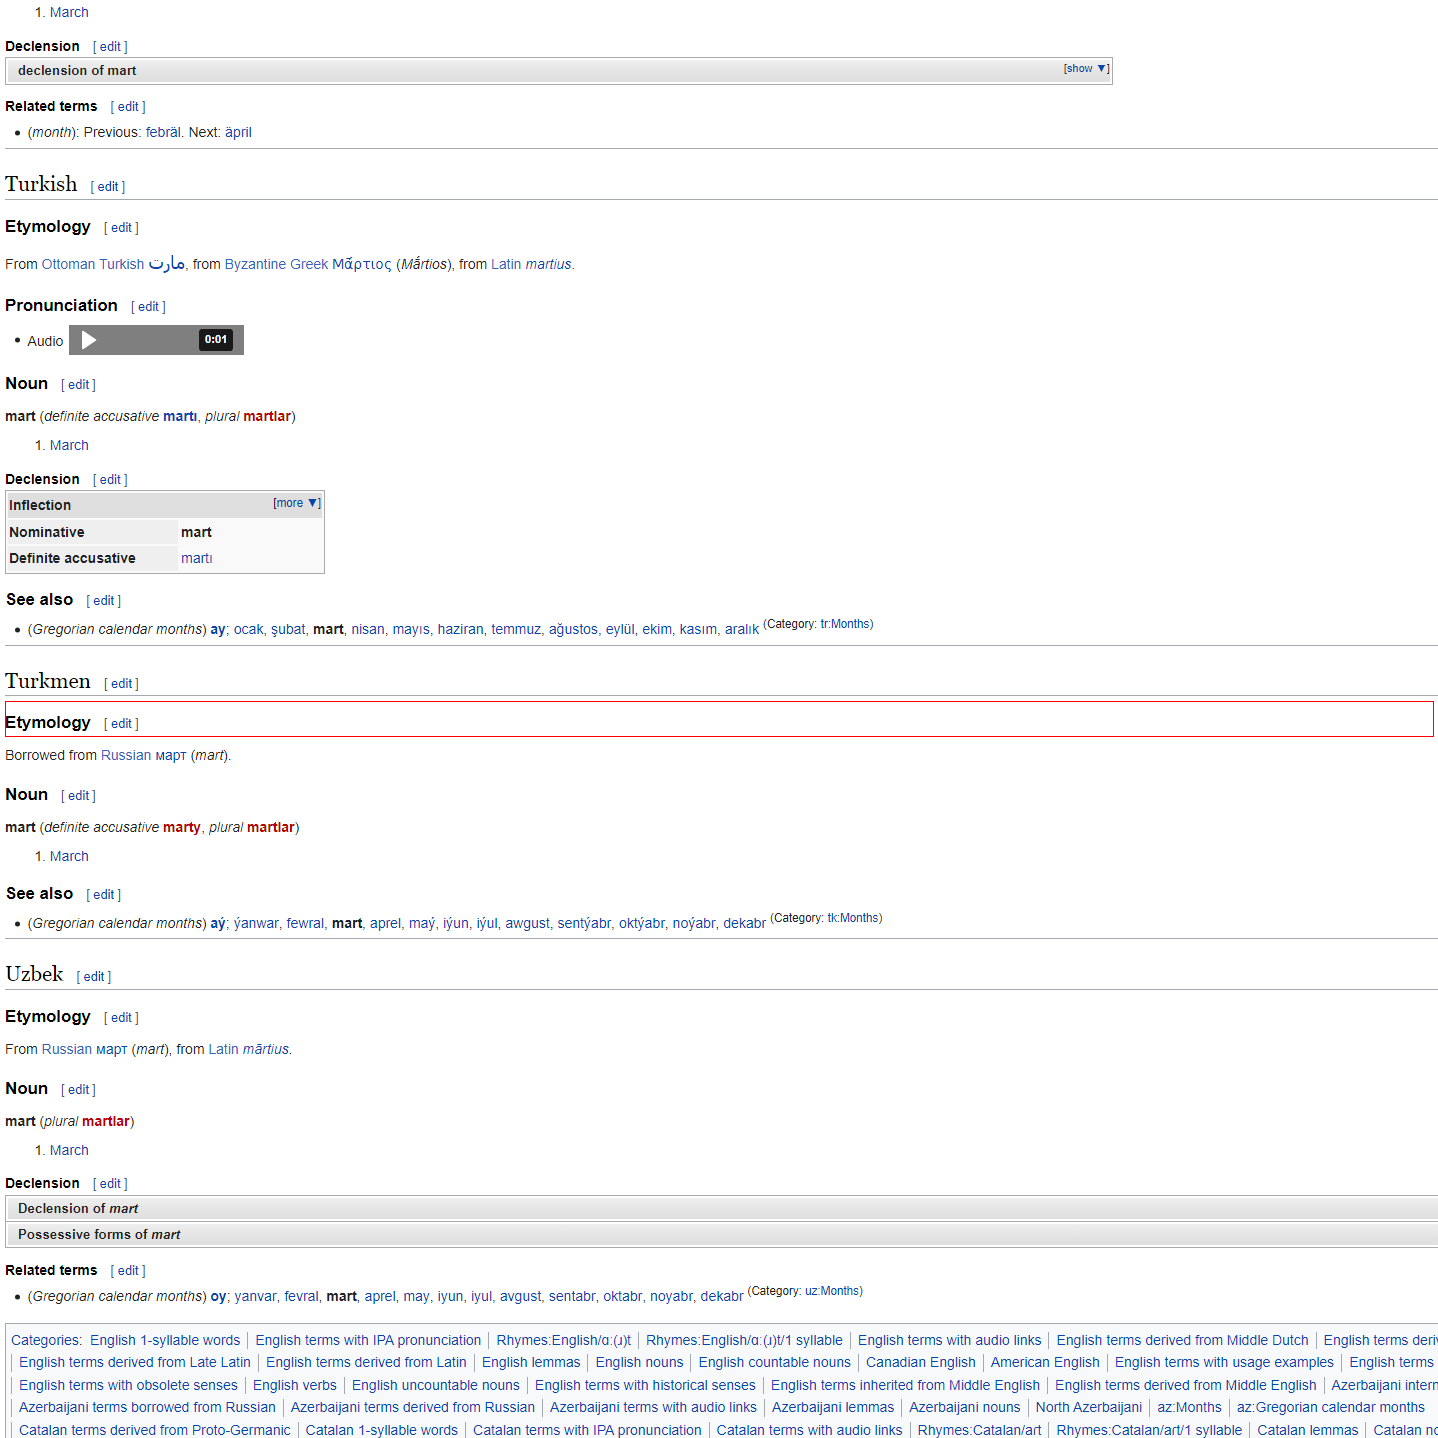 1. March
Declension [ edit ]
declension of mart [show ▼]
Related terms [ edit ]
• (month): Previous: febräl. Next: äpril
Turkish [ edit ]
Etymology [ edit ]
From Ottoman Turkish مارت, from Byzantine Greek Μᾰ́ρτιος (Mắrtios), from Latin martius.
Pronunciation [ edit ]
• Audio 0:01
Noun [ edit ]
mart (definite accusative martı, plural martlar)
1. March
Declension [ edit ]
Inflection [more ▼]
Nominative mart
Definite accusative martı
See also [ edit ]
• (Gregorian calendar months) ay; ocak, şubat, mart, nisan, mayıs, haziran, temmuz, ağustos, eylül, ekim, kasım, aralık (Category: tr:Months)
Turkmen [ edit ]
Etymology [ edit ]
Borrowed from Russian март (mart).
Noun [ edit ]
mart (definite accusative marty, plural martlar)
1. March
See also [ edit ]
• (Gregorian calendar months) aý; ýanwar, fewral, mart, aprel, maý, iýun, iýul, awgust, sentýabr, oktýabr, noýabr, dekabr (Category: tk:Months)
Uzbek [ edit ]
Etymology [ edit ]
From Russian март (mart), from Latin mārtius.
Noun [ edit ]
mart (plural martlar)
1. March
Declension [ edit ]
Declension of mart
Possessive forms of mart
Related terms [ edit ]
• (Gregorian calendar months) oy; yanvar, fevral, mart, aprel, may, iyun, iyul, avgust, sentabr, oktabr, noyabr, dekabr (Category: uz:Months)
Categories: English 1-syllable words | English terms with IPA pronunciation | Rhymes:English/ɑː(ɹ)t | Rhymes:English/ɑː(ɹ)t/1 syllable | English terms with audio links | English terms derived from Middle Dutch | English terms
| English terms derived from Late Latin | English terms derived from Latin | English lemmas | English nouns | English countable nouns | Canadian English | American English | English terms with usage examples | English terms
| English terms with obsolete senses | English verbs | English uncountable nouns | English terms with historical senses | English terms inherited from Middle English | English terms derived from Middle English | Azerbaijani
| Azerbaijani terms borrowed from Russian | Azerbaijani terms derived from Russian | Azerbaijani terms with audio links | Azerbaijani lemmas | Azerbaijani nouns | North Azerbaijani | az:Months | az:Gregorian calendar months
| Catalan terms derived from Proto-Germanic | Catalan 1-syllable words | Catalan terms with IPA pronunciation | Catalan terms with audio links | Rhymes:Catalan/art | Rhymes:Catalan/art/1 syllable | Catalan lemmas | Catalan